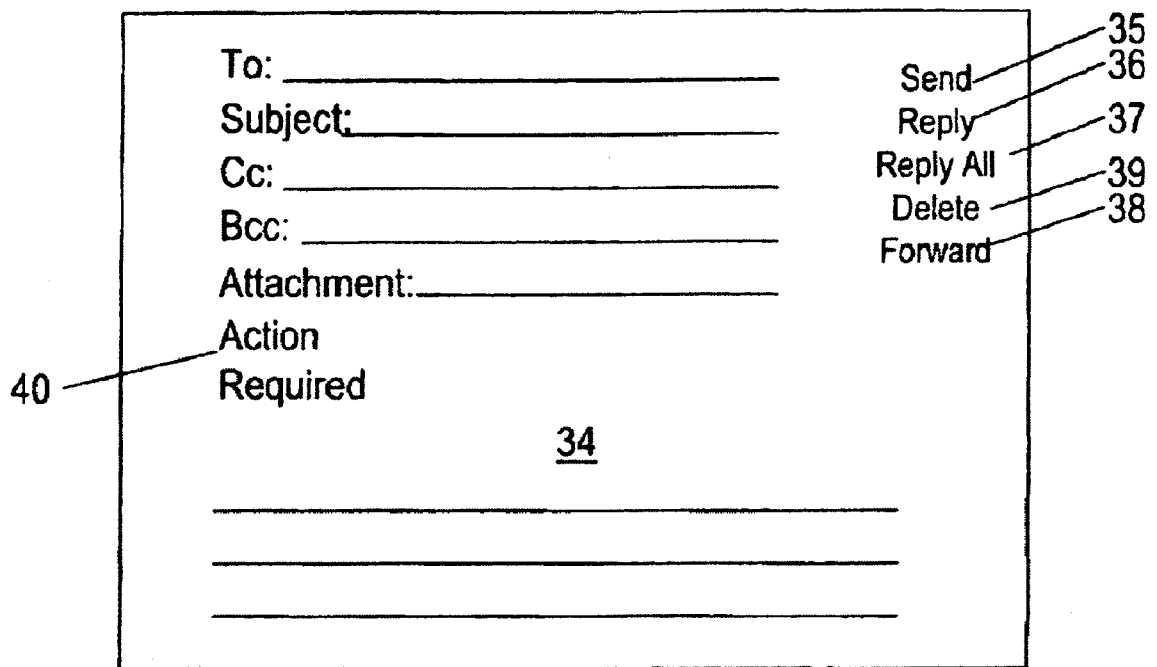 To:
Subject:
Cc:
Bcc:
Attachment:
Action
Required
40
34
Send
Reply
Reply All
Delete
Forward
35
36
37
39
38